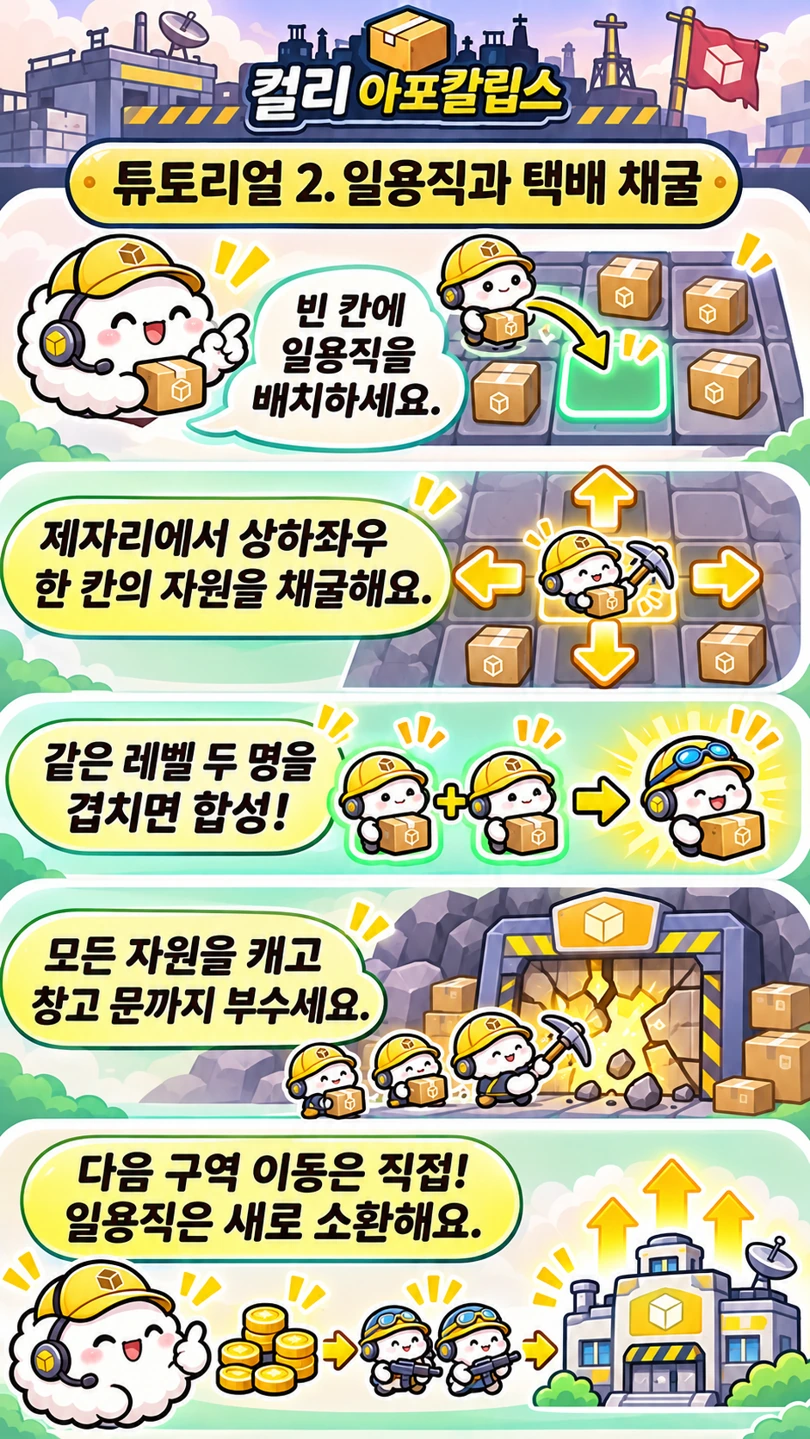 컬리 아포칼립스
튜토리얼 2. 일용직과 택배 채굴
빈 칸에
일용직을
배치하세요.
제자리에서 상하좌우
한 칸의 자원을 채굴해요.
같은 레벨 두 명을
겹치면 합성!
모든 자원을 캐고
창고 문까지 부수세요.
다음 구역 이동은 직접!
일용직은 새로 소환해요.